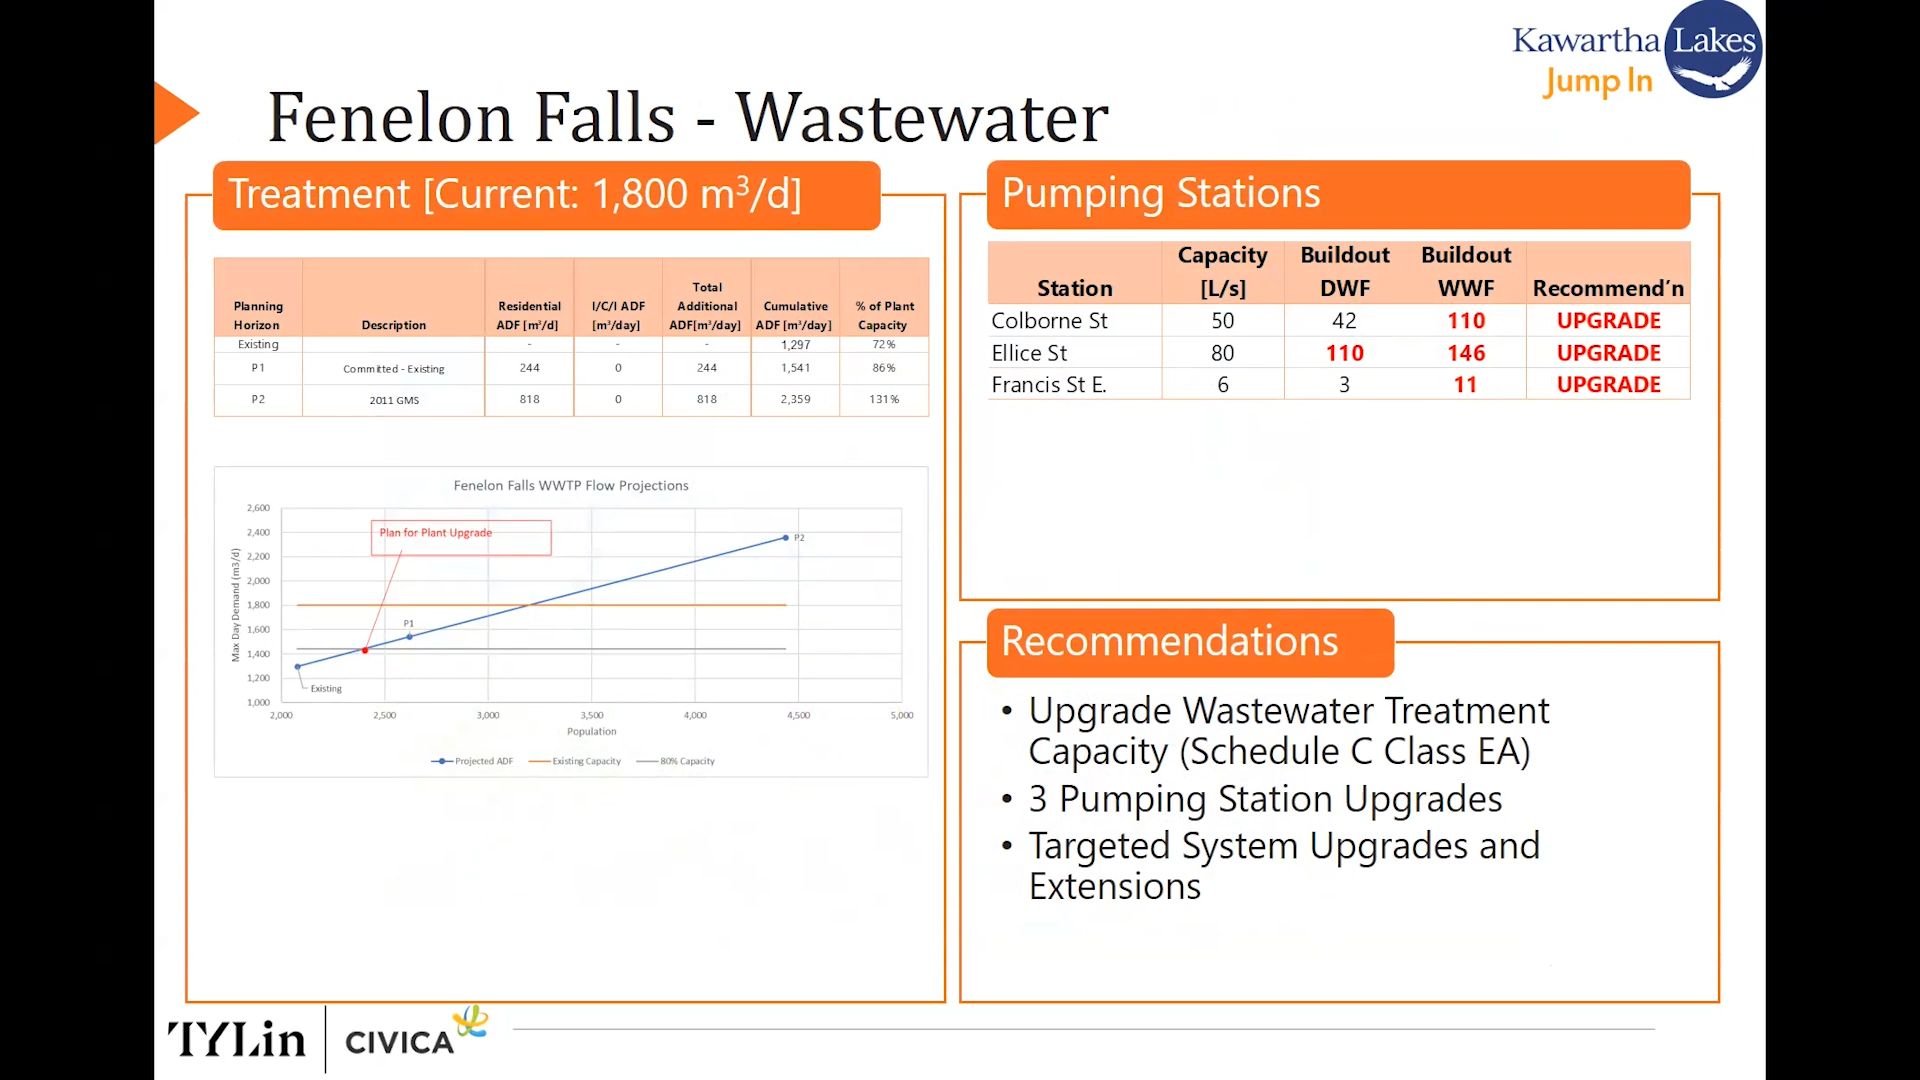 Kawartha Lakes
Jump In
Fenelon Falls - Wastewater
Treatment [Current: 1,800 m³/d]
Planning Horizon | Description | Residential ADF [m³/d] | I/C/I ADF [m³/day] | Total Additional ADF[m³/day] | Cumulative ADF [m³/day] | % of Plant Capacity
Existing | | - | - | - | 1,297 | 72%
P1 | Committed - Existing | 244 | 0 | 244 | 1,541 | 86%
P2 | 2011 GMS | 818 | 0 | 818 | 2,359 | 131%
Fenelon Falls WWTP Flow Projections
Max Day Demand (m3/d)
2,600
2,400
2,200
2,000
1,800
1,600
1,400
1,200
1,000
Plan for Plant Upgrade
P2
P1
Existing
2,000 2,500 3,000 3,500 4,000 4,500 5,000
Population
Projected ADF Existing Capacity 80% Capacity
Pumping Stations
Station | Capacity [L/s] | Buildout DWF | Buildout WWF | Recommend'n
Colborne St | 50 | 42 | 110 | UPGRADE
Ellice St | 80 | 110 | 146 | UPGRADE
Francis St E. | 6 | 3 | 11 | UPGRADE
Recommendations
• Upgrade Wastewater Treatment
Capacity (Schedule C Class EA)
• 3 Pumping Station Upgrades
• Targeted System Upgrades and
Extensions
TYLin
CIVICA